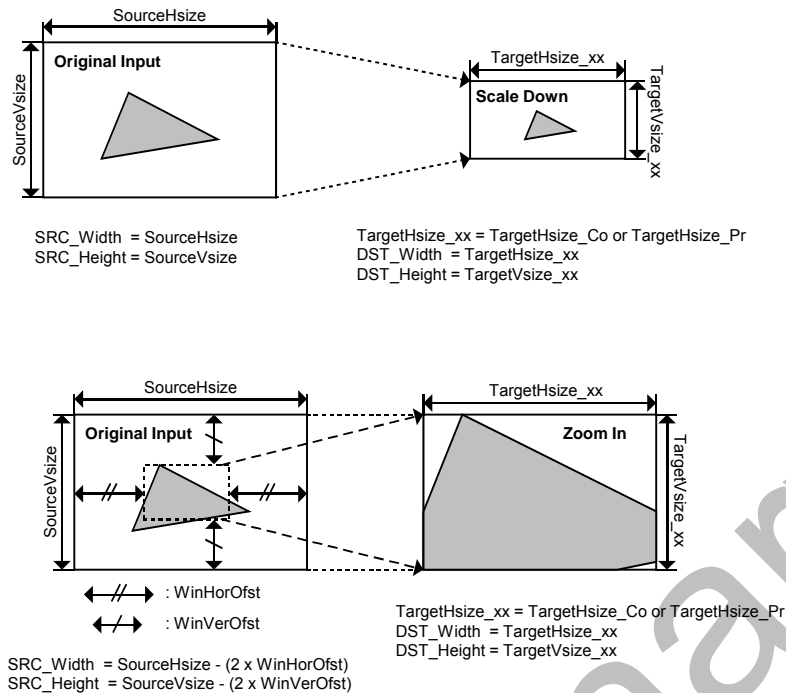 SourceHsize
SourceVsize
Original Input
TargetHsize_xx
TargetVsize_xx
Scale Down
SRC_Width = SourceHsize
SRC_Height = SourceVsize
TargetHsize_xx = TargetHsize_Co or TargetHsize_Pr
DST_Width = TargetHsize_xx
DST_Height = TargetVsize_xx
SourceHsize
SourceVsize
Original Input
TargetHsize_xx
TargetVsize_xx
Zoom In
: WinHorOfst
: WinVerOfst
SRC_Width = SourceHsize - (2 x WinHorOfst)
SRC_Height = SourceVsize - (2 x WinVerOfst)
TargetHsize_xx = TargetHsize_Co or TargetHsize_Pr
DST_Width = TargetHsize_xx
DST_Height = TargetVsize_xx